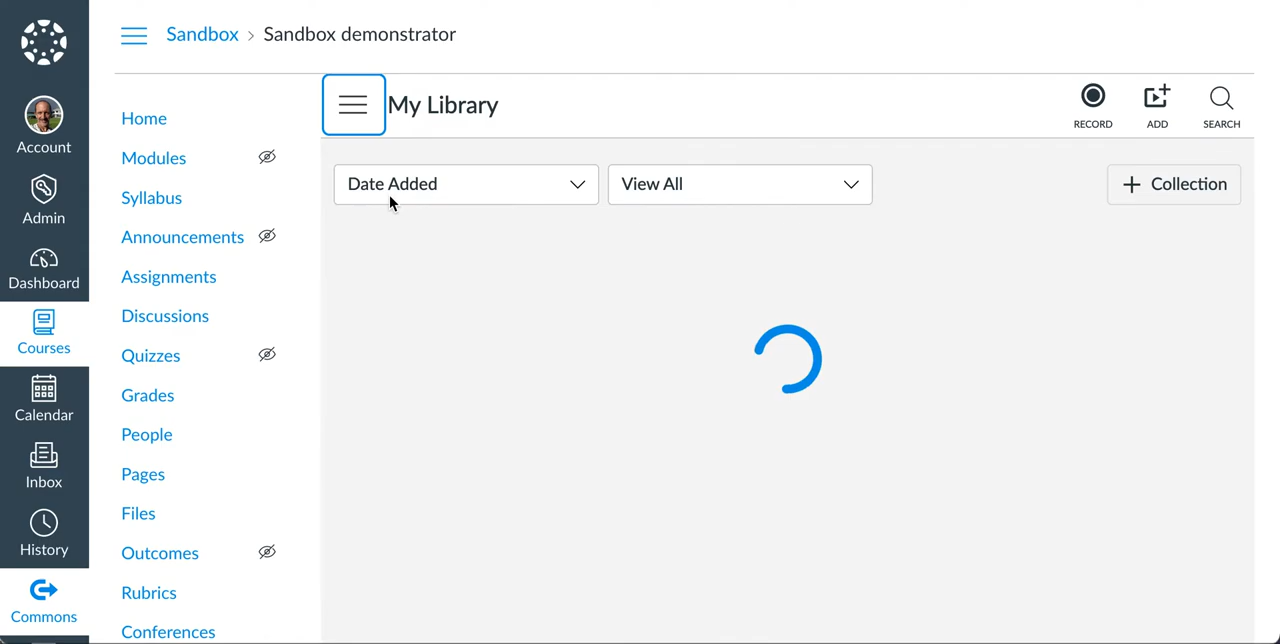 Sandbox > Sandbox demonstrator
Account
Admin
Dashboard
Courses
Calendar
Inbox
History
Commons
Home
Modules
Syllabus
Announcements
Assignments
Discussions
Quizzes
Grades
People
Pages
Files
Outcomes
Rubrics
Conferences
My Library
RECORD
ADD
SEARCH
Date Added
View All
+ Collection